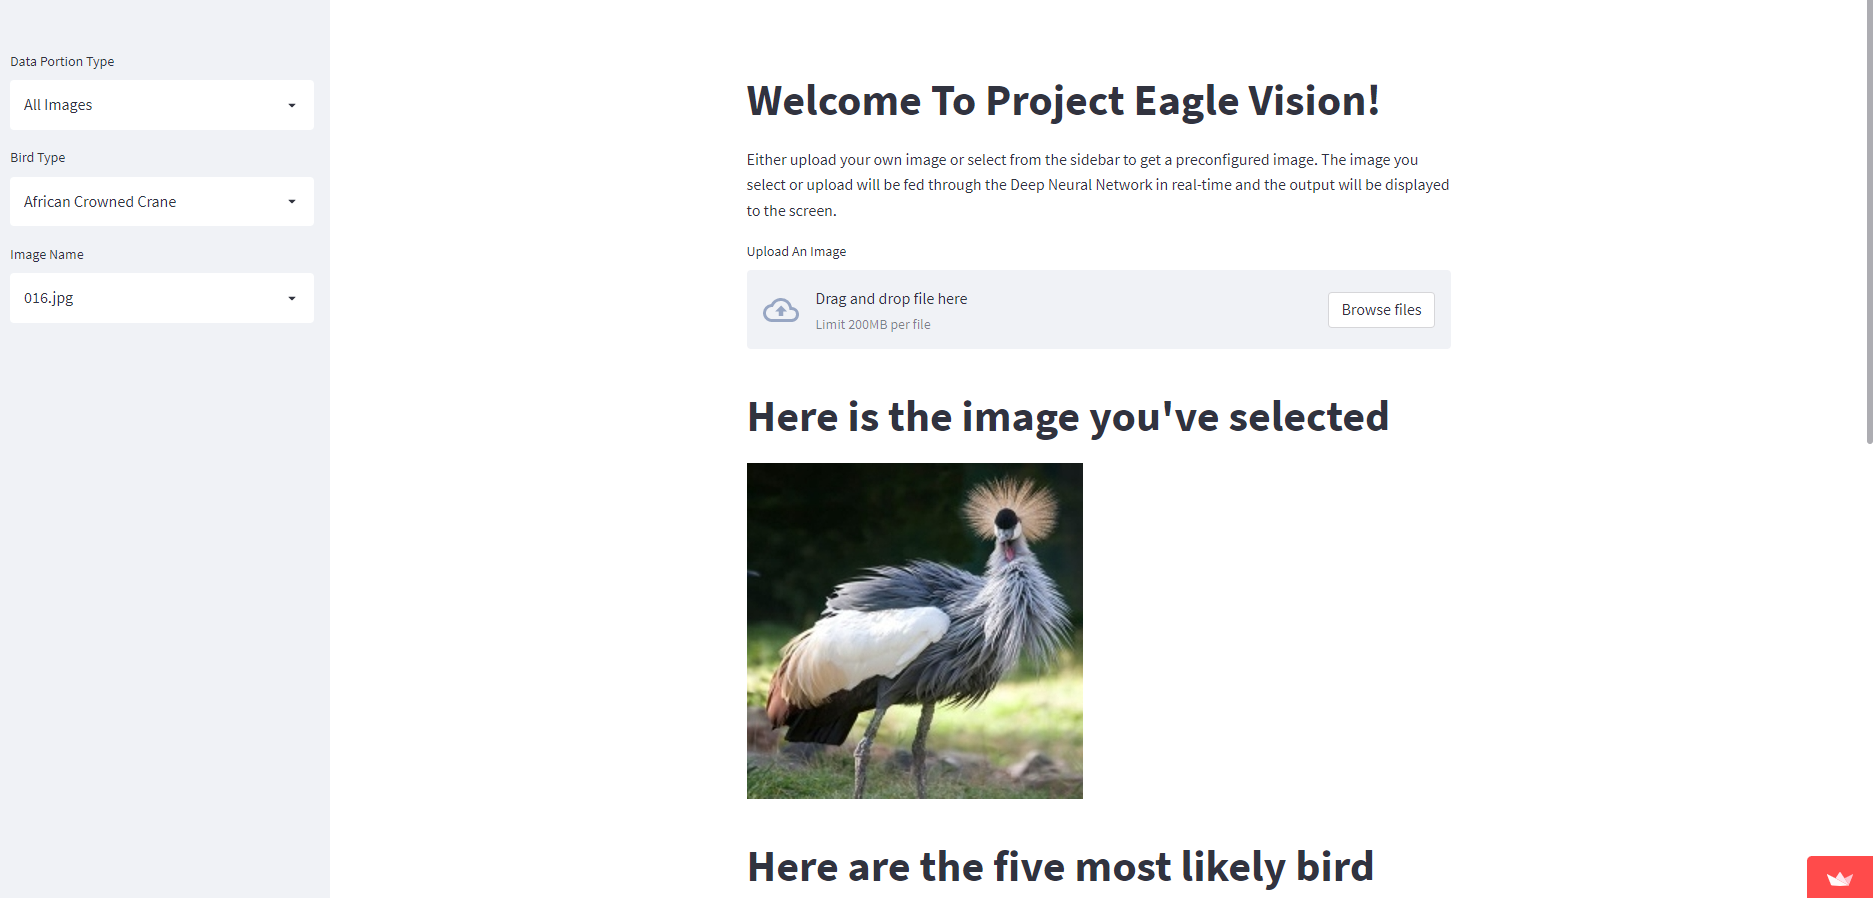 Data Portion Type
All Images
Bird Type
African Crowned Crane
Image Name
016.jpg
Welcome To Project Eagle Vision!
Either upload your own image or select from the sidebar to get a preconfigured image. The image you
select or upload will be fed through the Deep Neural Network in real-time and the output will be displayed
to the screen.
Upload An Image
Drag and drop file here
Limit 200MB per file
Browse files
Here is the image you've selected
Here are the five most likely bird